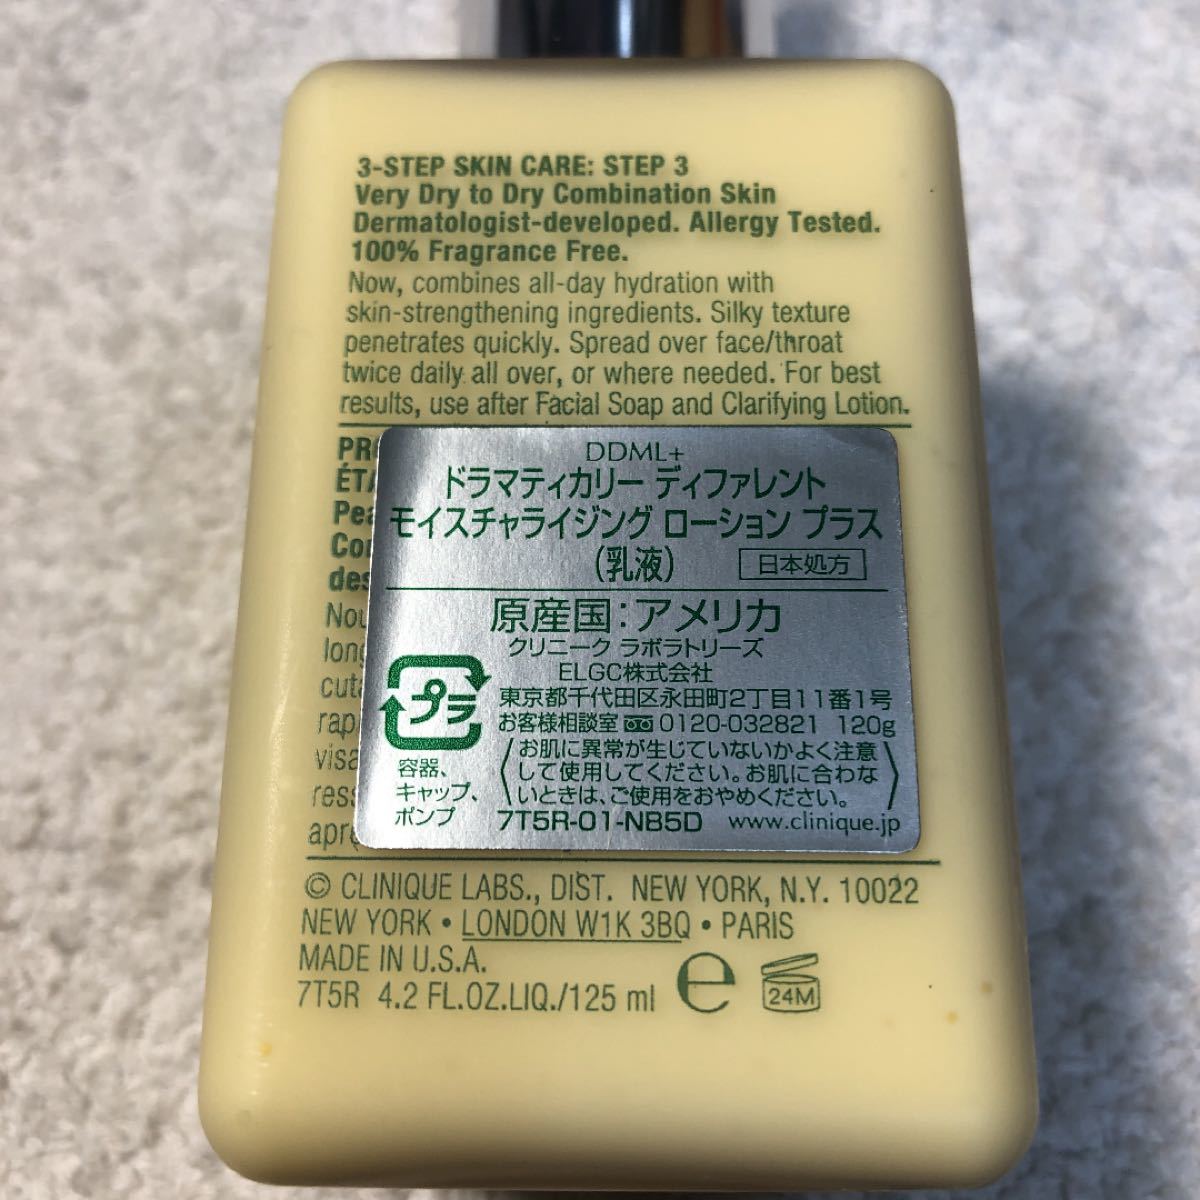 3-STEP SKIN CARE: STEP 3
Very Dry to Dry Combination Skin
Dermatologist-developed. Allergy Tested.
100% Fragrance Free.
Now, combines all-day hydration with
skin-strengthening ingredients. Silky texture
penetrates quickly. Spread over face/throat
twice daily all over, or where needed. For best
results, use after Facial Soap and Clarifying Lotion.
DDML+
ドラマティカリー ディファレント
モイスチャライジング ローション プラス
(乳液) 日本処方
原産国:アメリカ
クリニーク ラボラトリーズ
ELGC株式会社
東京都千代田区永田町2丁目11番1号
お客様相談室 0120-032821 120g
プラ
容器、
キャップ、
ポンプ
〈お肌に異常が生じていないかよく注意
して使用してください。お肌に合わな
いときは、ご使用をおやめください。〉
7T5R-01-NB5D www.clinique.jp
© CLINIQUE LABS., DIST. NEW YORK, N.Y. 10022
NEW YORK • LONDON W1K 3BQ • PARIS
MADE IN U.S.A.
7T5R 4.2 FL.OZ.LIQ./125 ml e 24M